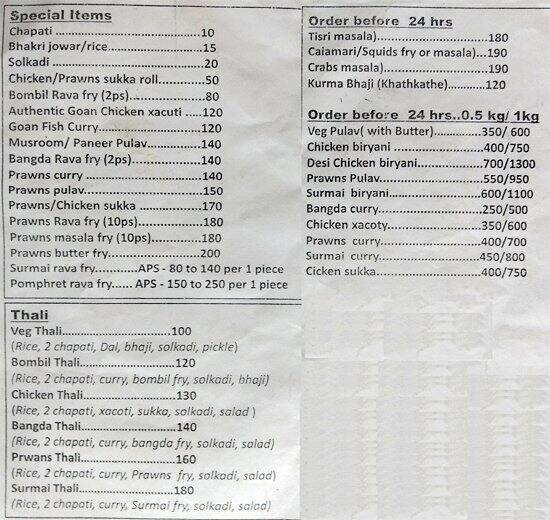 Special Items
Chapati ..................................10
Bhakri jowar/rice.......................15
Solkadi ....................................20
Chicken/Prawns sukka roll.......50
Bombil Rava fry (2ps)...............80
Authentic Goan Chicken xacuti ....120
Goan Fish Curry.......................120
Musroom/ Paneer Pulav............140
Bangda Rava fry (2ps)...............140
Prawns curry ...........................140
Prawns pulav............................150
Prawns/Chicken sukka .............170
Prawns Rava fry (10ps)............180
Prawns masala fry (10ps)..........180
Prawns butter fry......................200
Surmai rava fry.............APS - 80 to 140 per 1 piece
Pomphret rava fry...... APS - 150 to 250 per 1 piece
Thali
Veg Thali..............................100
(Rice, 2 chapati, Dal, bhaji, solkadi, pickle)
Bombil Thali.........................120
(Rice, 2 chapati, curry, bombil fry, solkadi, bhaji)
Chicken Thali.........................130
(Rice, 2 chapati, xacoti, sukka, solkadi, salad )
Bangda Thali..........................140
(Rice, 2 chapati, curry, bangda fry, solkadi, salad)
Prwans Thali..........................160
(Rice, 2 chapati, curry, Prawns fry, solkadi, salad)
Surmai Thali..........................180
(Rice, 2 chapati, curry, Surmai fry, solkadi, salad)
Order before 24 hrs
Tisri masala)............................180
Caiamari/Squids fry or masala)...190
Crabs masala)..........................190
Kurma Bhaji (Khathkathe)...........120
Order before 24 hrs..0.5 kg/ 1kg
Veg Pulav( with Butter).............350/ 600
Chicken biryani .......................400/750
Desi Chicken biryani................700/1300
Prawns Pulav..........................550/950
Surmai biryani.......................600/1100
Bangda curry..........................250/500
Chicken xacoty.......................350/600
Prawns curry.........................400/700
Surmai curry.........................450/800
Cicken sukka..........................400/750